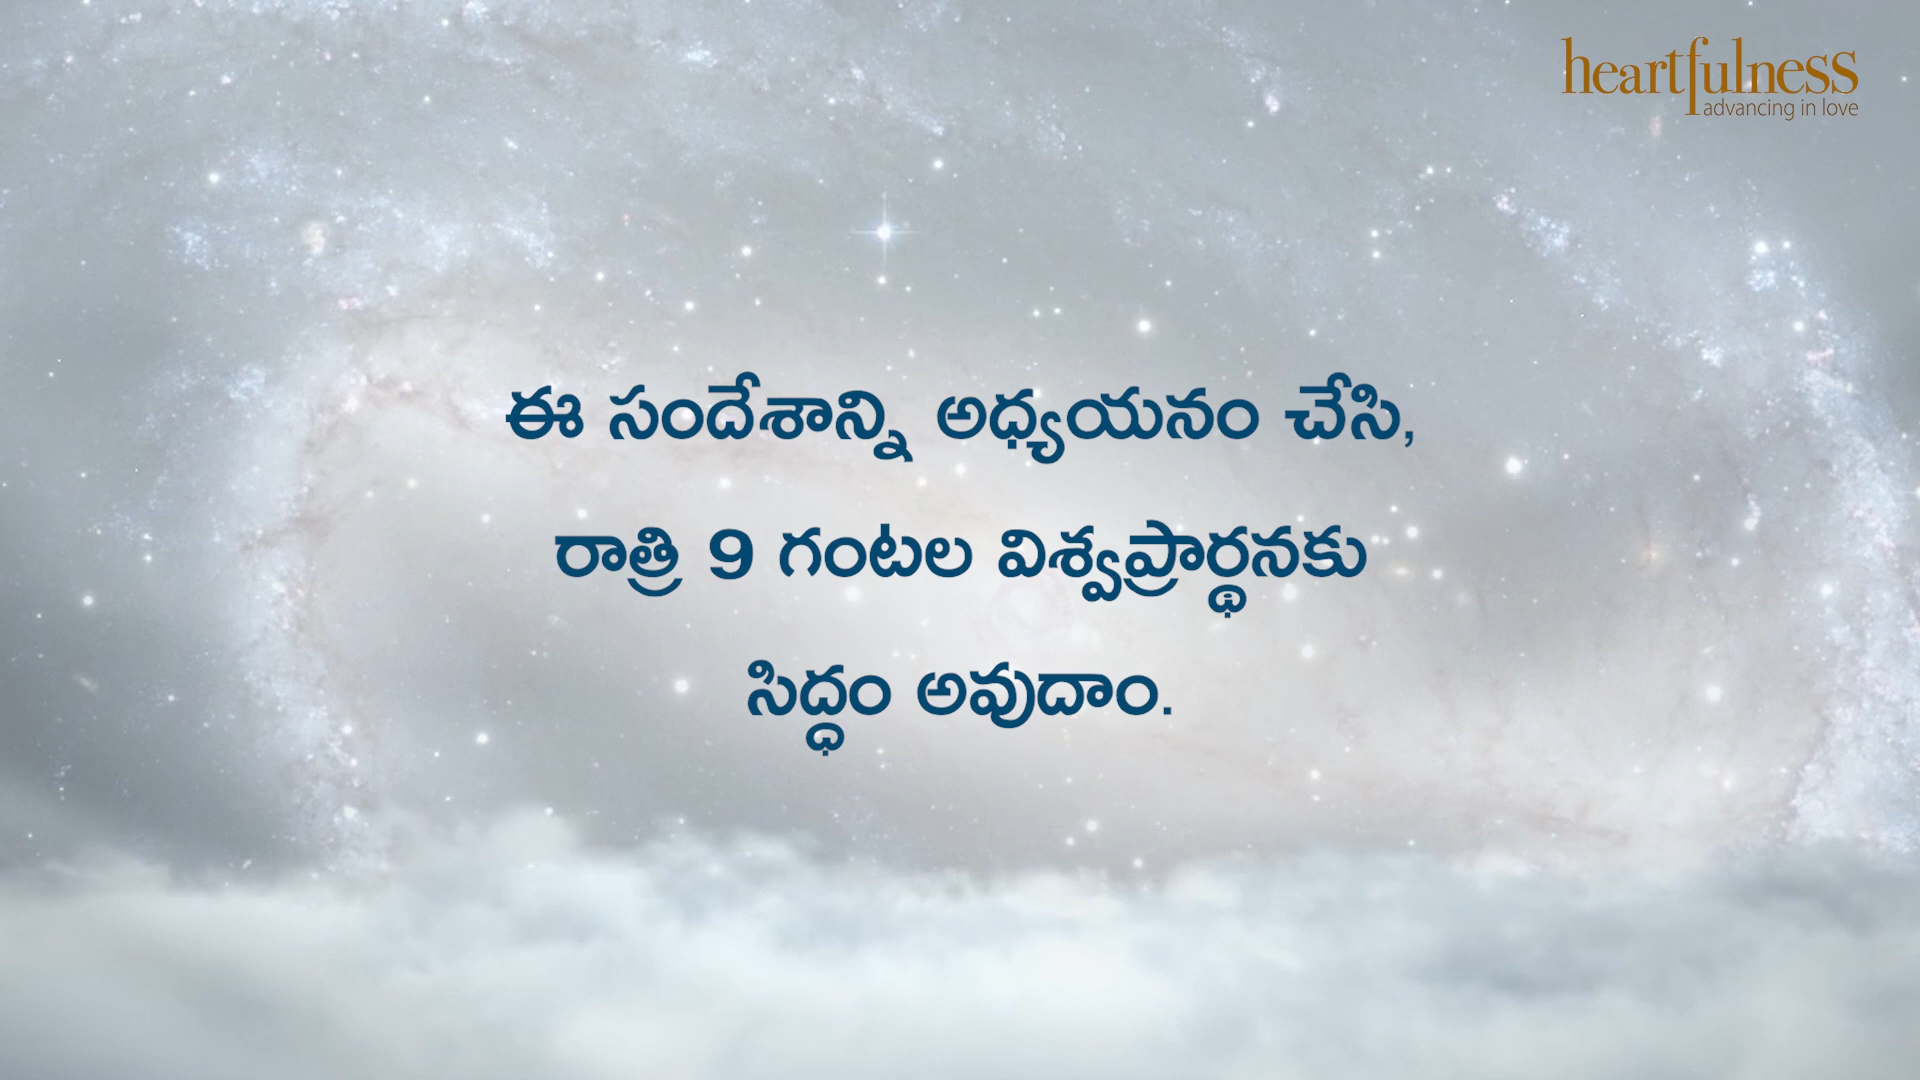 heartfulness
advancing in love
ఈ సందేశాన్ని అధ్యయనం చేసి,
రాత్రి 9 గంటల విశ్వప్రార్థనకు
సిద్ధం అవుదాం.